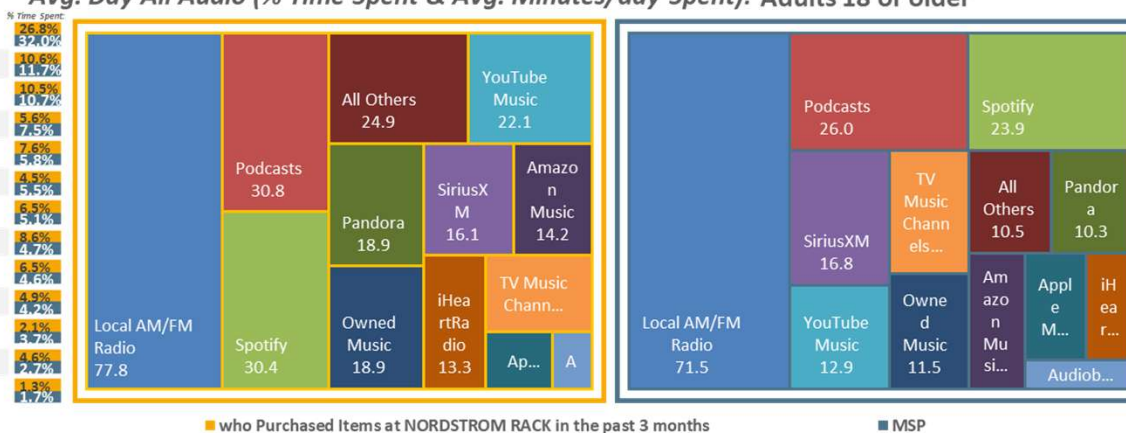 Avg. Day All Audio (% Time Spent & Avg. Minutes/day Spent): Adults 18 or older
% Time Spent:
26.8%
32.0%
10.6%
11.7%
10.5%
10.7%
5.6%
7.5%
7.6%
5.8%
4.5%
5.5%
6.5%
5.1%
8.6%
4.7%
6.5%
4.6%
4.9%
4.2%
2.1%
3.7%
4.6%
2.7%
1.3%
1.7%
Local AM/FM
Radio
77.8
Podcasts
30.8
Spotify
30.4
All Others
24.9
YouTube
Music
22.1
Pandora
18.9
SiriusX
M
16.1
Amazo
n
Music
14.2
Owned
Music
18.9
iHea
rtRa
dio
13.3
TV Music
Chann...
Ap...
A
Local AM/FM
Radio
71.5
Podcasts
26.0
Spotify
23.9
SiriusXM
16.8
TV
Music
Chann
els...
All
Others
10.5
Pandor
a
10.3
YouTube
Music
12.9
Owne
d
Music
11.5
Am
azo
n
Mu
si...
Appl
e
M...
iH
ea
r...
Audiob...
who Purchased Items at NORDSTROM RACK in the past 3 months
MSP